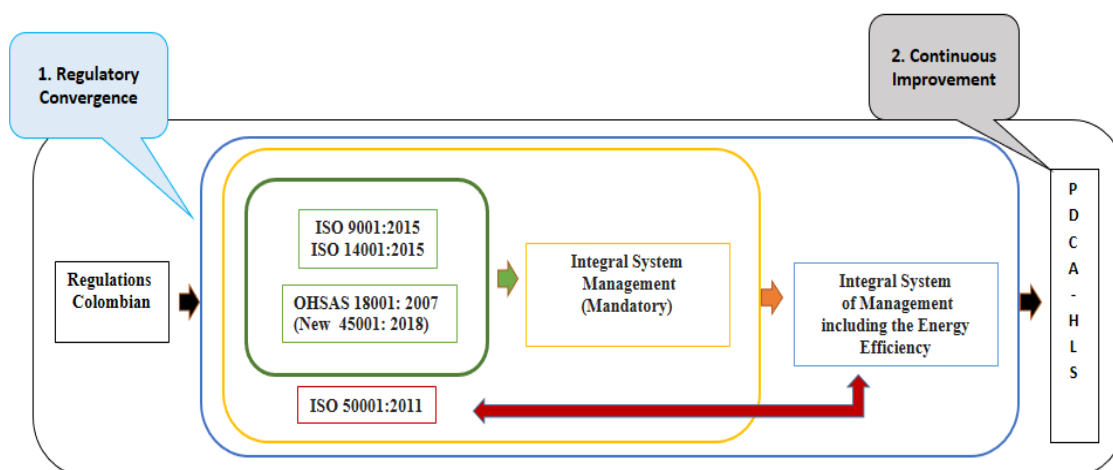 1. Regulatory
Convergence
2. Continuous
Improvement
Regulations
Colombian
ISO 9001:2015
ISO 14001:2015
OHSAS 18001: 2007
(New 45001: 2018)
ISO 50001:2011
Integral System
Management
(Mandatory)
Integral System
of Management
including the Energy
Efficiency
P
D
C
A
-
H
L
S